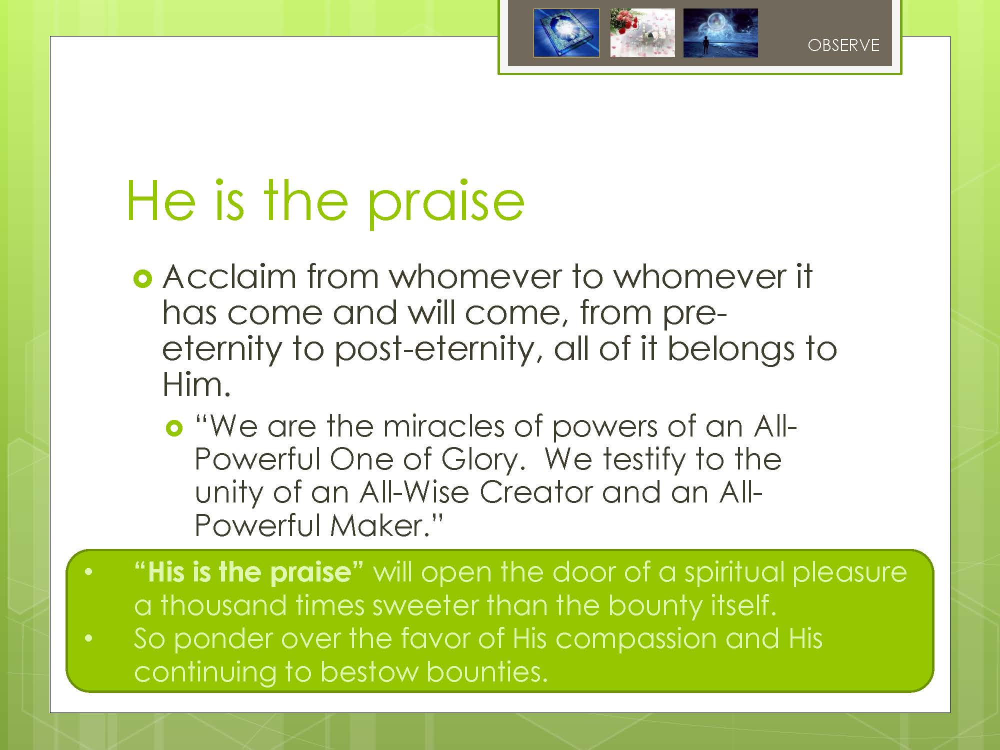 OBSERVE
He is the praise
Acclaim from whomever to whomever it
has come and will come, from pre-
eternity to post-eternity, all of it belongs to
Him.
“We are the miracles of powers of an All-
Powerful One of Glory.  We testify to the
unity of an All-Wise Creator and an All-
Powerful Maker.”
• “His is the praise” will open the door of a spiritual pleasure
a thousand times sweeter than the bounty itself.
• So ponder over the favor of His compassion and His
continuing to bestow bounties.